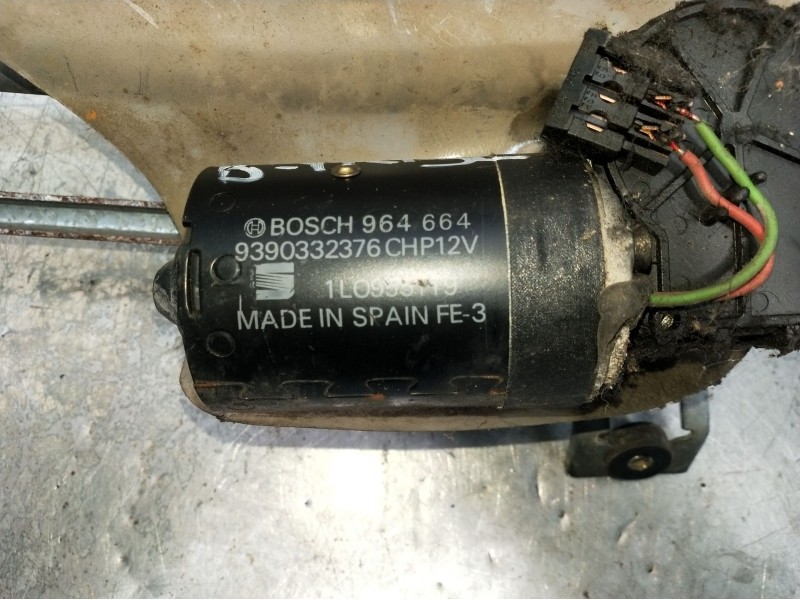 BOSCH 964 664
9390332376 CHP12V
MADE IN SPAIN FE-3